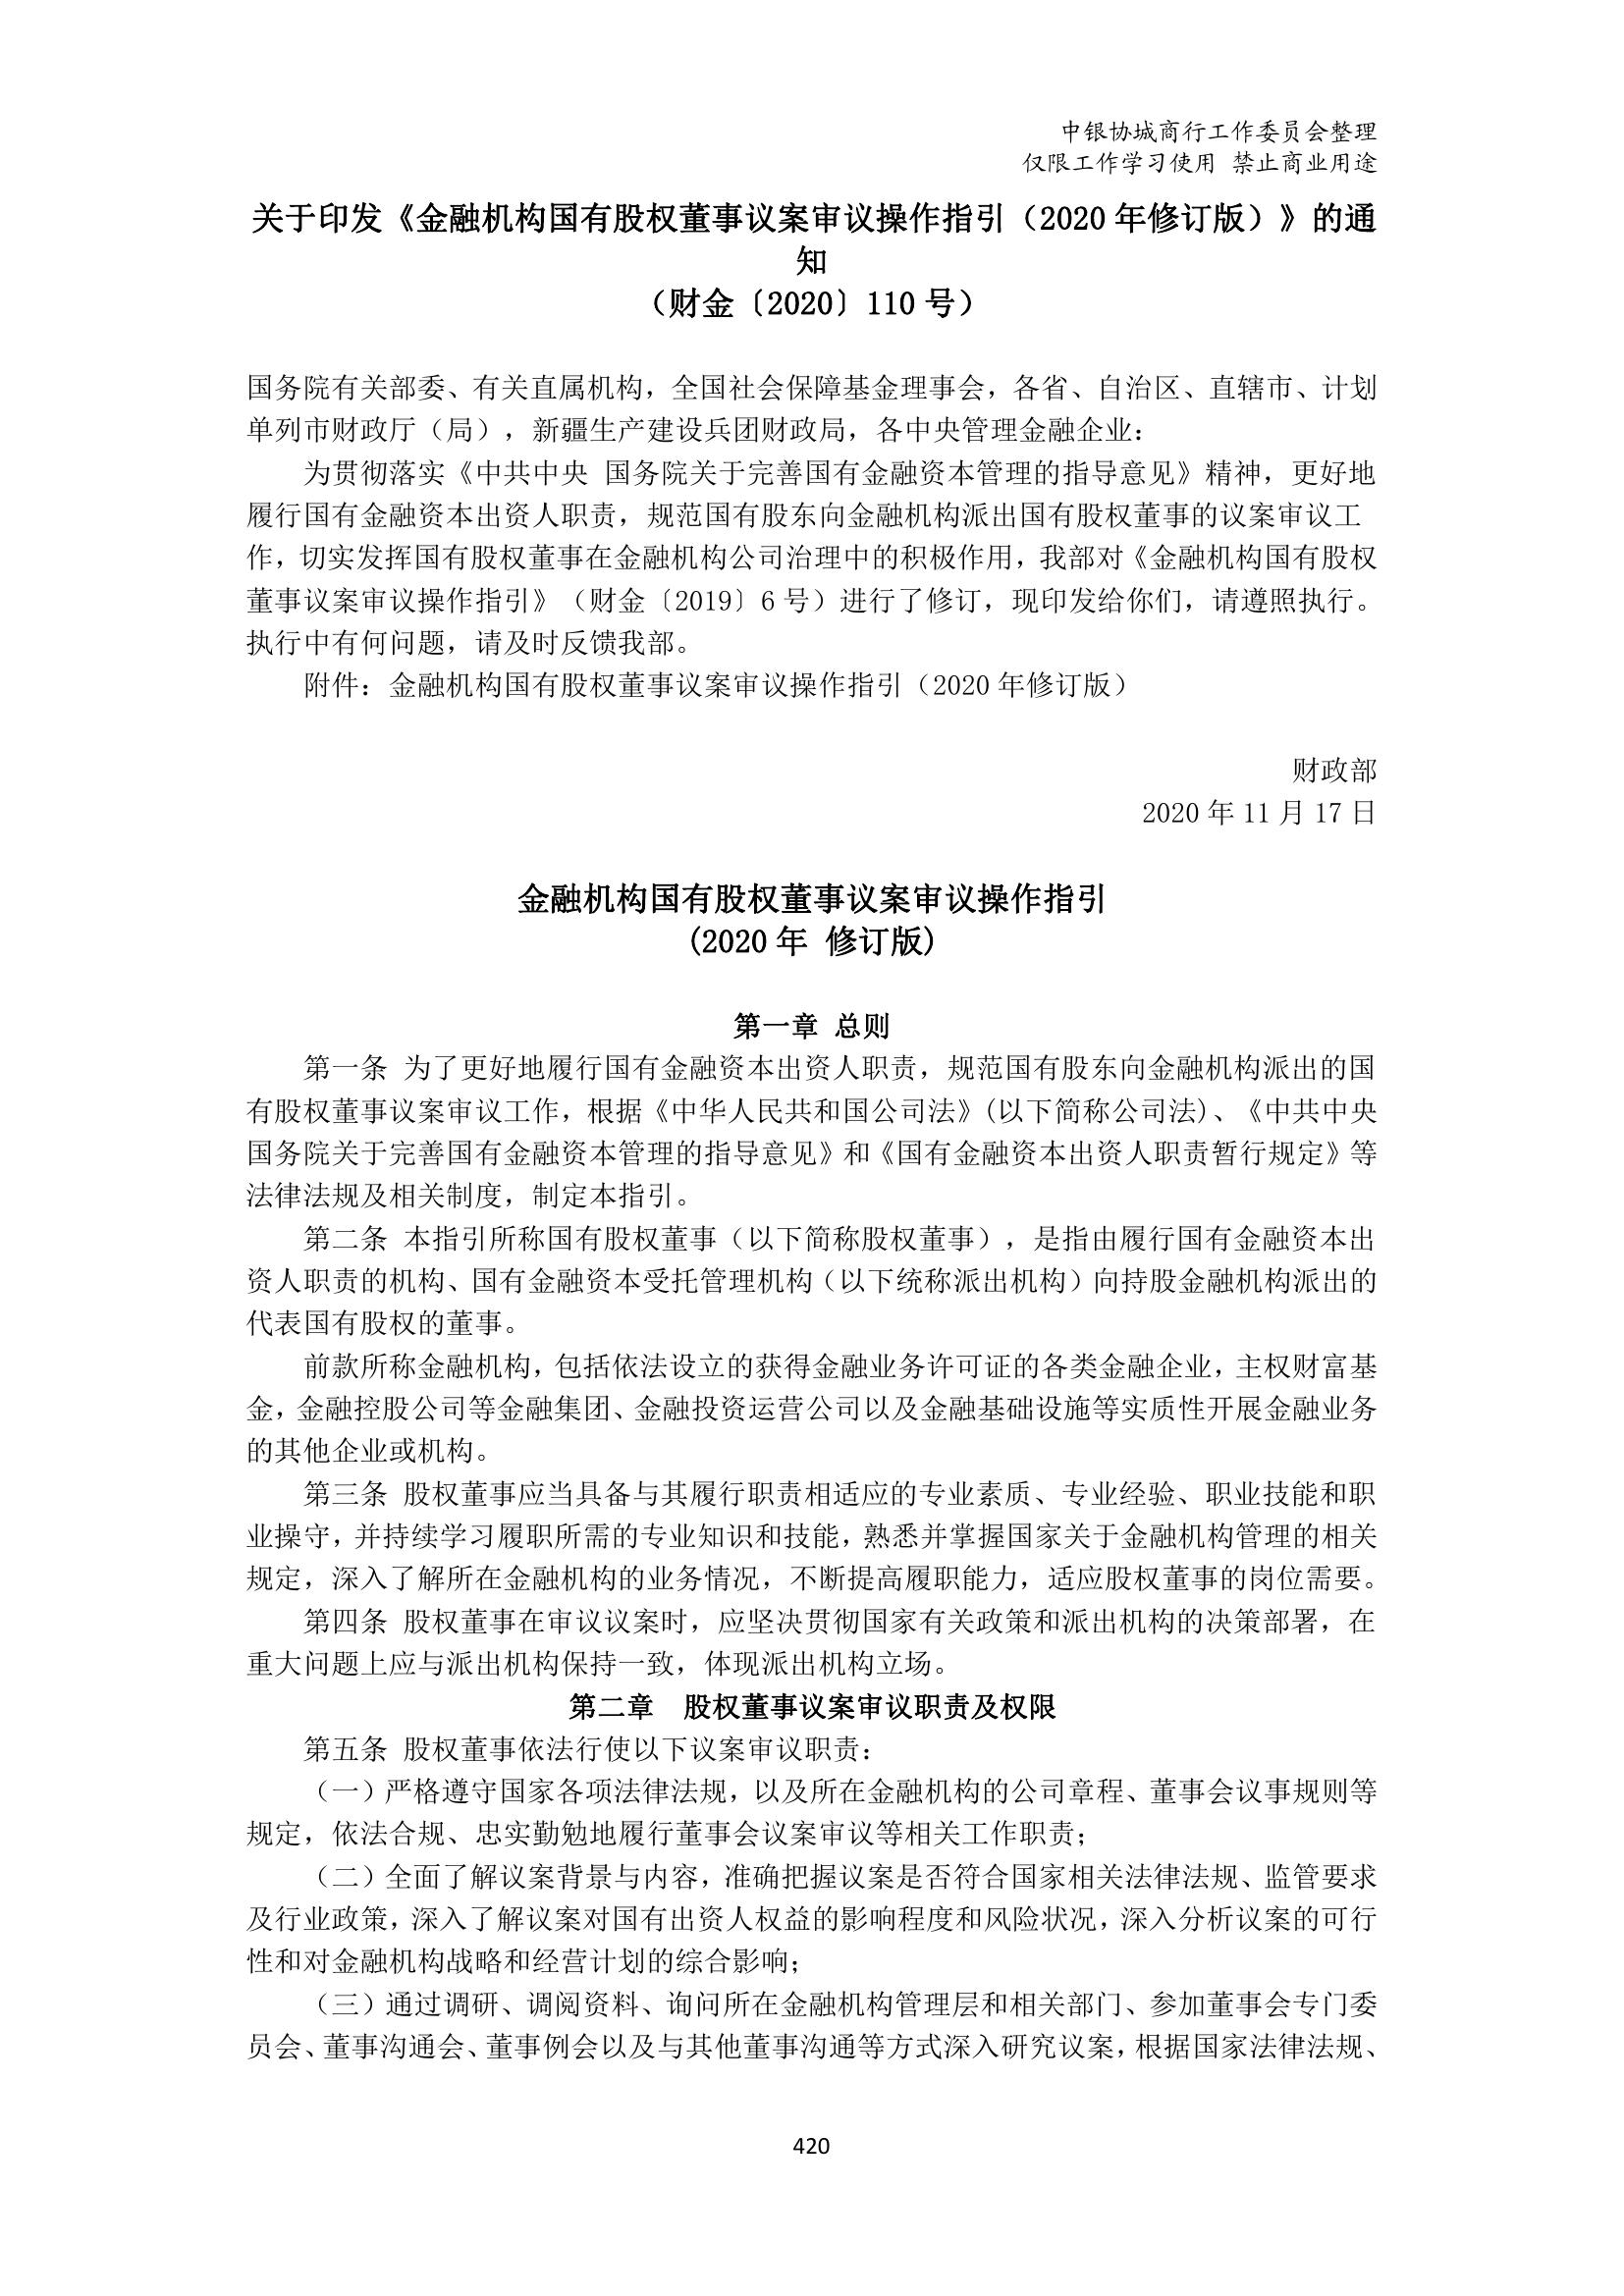 中银协城商行工作委员会整理
仅限工作学习使用 禁止商业用途
关于印发《金融机构国有股权董事议案审议操作指引（2020 年修订版）》的通
知
（财金〔2020〕110 号）
国务院有关部委、有关直属机构，全国社会保障基金理事会，各省、自治区、直辖市、计划
单列市财政厅（局），新疆生产建设兵团财政局，各中央管理金融企业：
为贯彻落实《中共中央 国务院关于完善国有金融资本管理的指导意见》精神，更好地
履行国有金融资本出资人职责，规范国有股东向金融机构派出国有股权董事的议案审议工
作，切实发挥国有股权董事在金融机构公司治理中的积极作用，我部对《金融机构国有股权
董事议案审议操作指引》（财金〔2019〕6 号）进行了修订，现印发给你们，请遵照执行。
执行中有何问题，请及时反馈我部。
附件：金融机构国有股权董事议案审议操作指引（2020 年修订版）
财政部
2020 年 11 月 17 日
金融机构国有股权董事议案审议操作指引
(2020 年 修订版)
第一章 总则
第一条 为了更好地履行国有金融资本出资人职责，规范国有股东向金融机构派出的国
有股权董事议案审议工作，根据《中华人民共和国公司法》(以下简称公司法)、《中共中央
国务院关于完善国有金融资本管理的指导意见》和《国有金融资本出资人职责暂行规定》等
法律法规及相关制度，制定本指引。
第二条 本指引所称国有股权董事（以下简称股权董事），是指由履行国有金融资本出
资人职责的机构、国有金融资本受托管理机构（以下统称派出机构）向持股金融机构派出的
代表国有股权的董事。
前款所称金融机构，包括依法设立的获得金融业务许可证的各类金融企业，主权财富基
金，金融控股公司等金融集团、金融投资运营公司以及金融基础设施等实质性开展金融业务
的其他企业或机构。
第三条 股权董事应当具备与其履行职责相适应的专业素质、专业经验、职业技能和职
业操守，并持续学习履职所需的专业知识和技能，熟悉并掌握国家关于金融机构管理的相关
规定，深入了解所在金融机构的业务情况，不断提高履职能力，适应股权董事的岗位需要。
第四条 股权董事在审议议案时，应坚决贯彻国家有关政策和派出机构的决策部署，在
重大问题上应与派出机构保持一致，体现派出机构立场。
第二章 股权董事议案审议职责及权限
第五条 股权董事依法行使以下议案审议职责：
（一）严格遵守国家各项法律法规，以及所在金融机构的公司章程、董事会议事规则等
规定，依法合规、忠实勤勉地履行董事会议案审议等相关工作职责；
（二）全面了解议案背景与内容，准确把握议案是否符合国家相关法律法规、监管要求
及行业政策，深入了解议案对国有出资人权益的影响程度和风险状况，深入分析议案的可行
性和对金融机构战略和经营计划的综合影响；
（三）通过调研、调阅资料、询问所在金融机构管理层和相关部门、参加董事会专门委
员会、董事沟通会、董事例会以及与其他董事沟通等方式深入研究议案，根据国家法律法规、
420